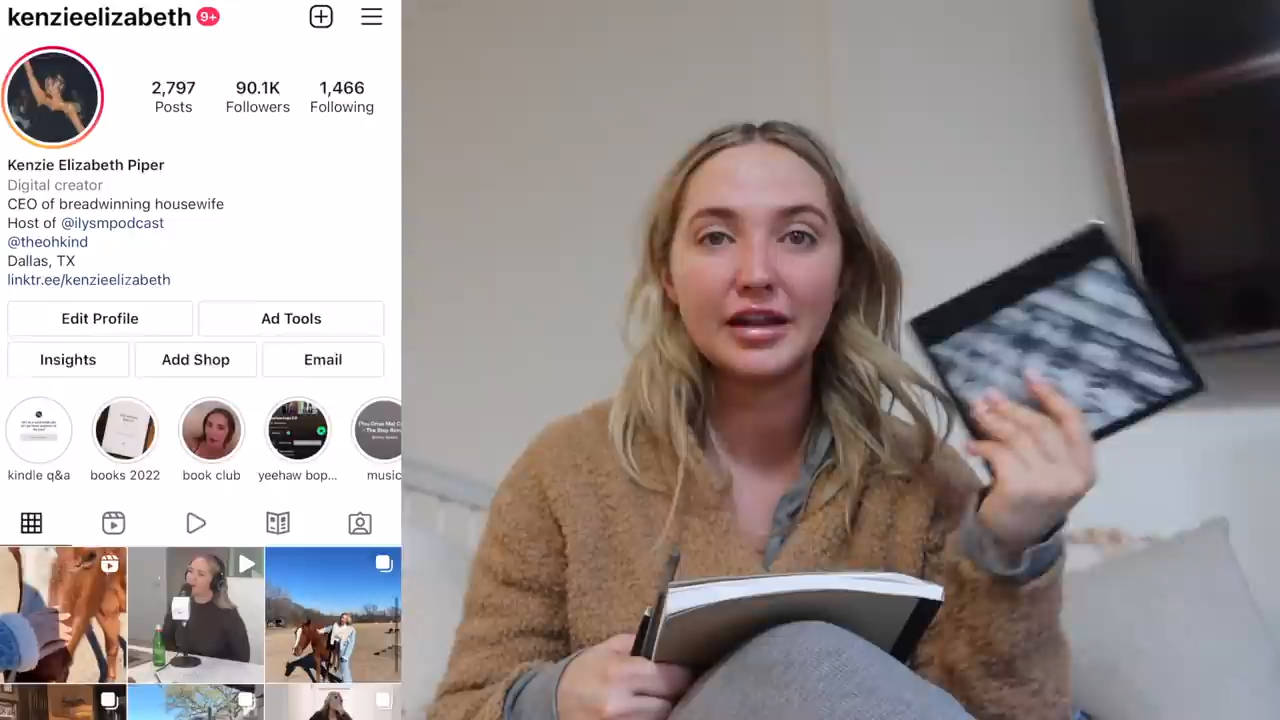 kenzieelizabeth 9+
2,797 90.1K 1,466
Posts Followers Following
Kenzie Elizabeth Piper
Digital creator
CEO of breadwinning housewife
Host of @ilysmpodcast
@theohkind
Dallas, TX
linktr.ee/kenzieelizabeth
Edit Profile Ad Tools
Insights Add Shop Email
kindle q&a books 2022 book club yeehaw bop... music